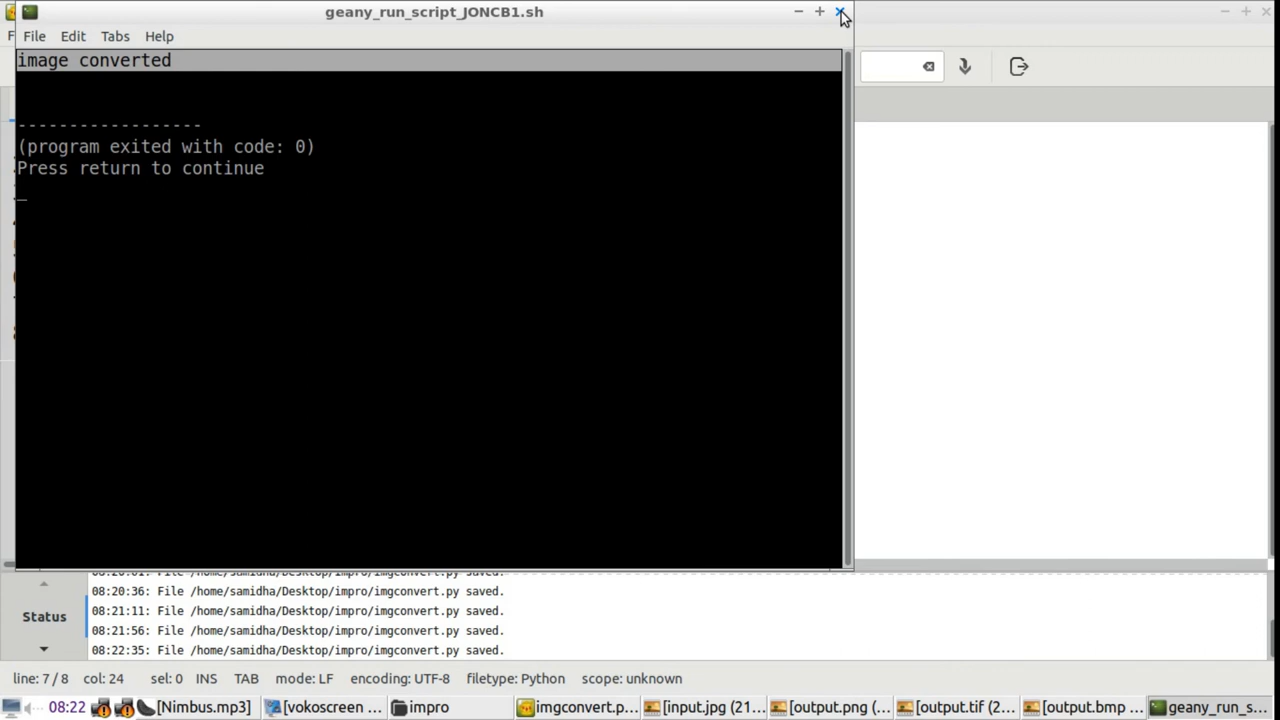 geany_run_script_JONCB1.sh
File Edit Tabs Help
image converted
------------------
(program exited with code: 0)
Press return to continue
08:20:36: File /home/samidha/Desktop/impro/imgconvert.py saved.
08:21:11: File /home/samidha/Desktop/impro/imgconvert.py saved.
Status
08:21:56: File /home/samidha/Desktop/impro/imgconvert.py saved.
08:22:35: File /home/samidha/Desktop/impro/imgconvert.py saved.
line: 7 / 8 col: 24 sel: 0 INS TAB mode: LF encoding: UTF-8 filetype: Python scope: unknown
08:22 [Nimbus.mp3] [vokoscreen ... impro imgconvert.p... [input.jpg (21... [output.png (... [output.tif (2... [output.bmp ... geany_run_s...